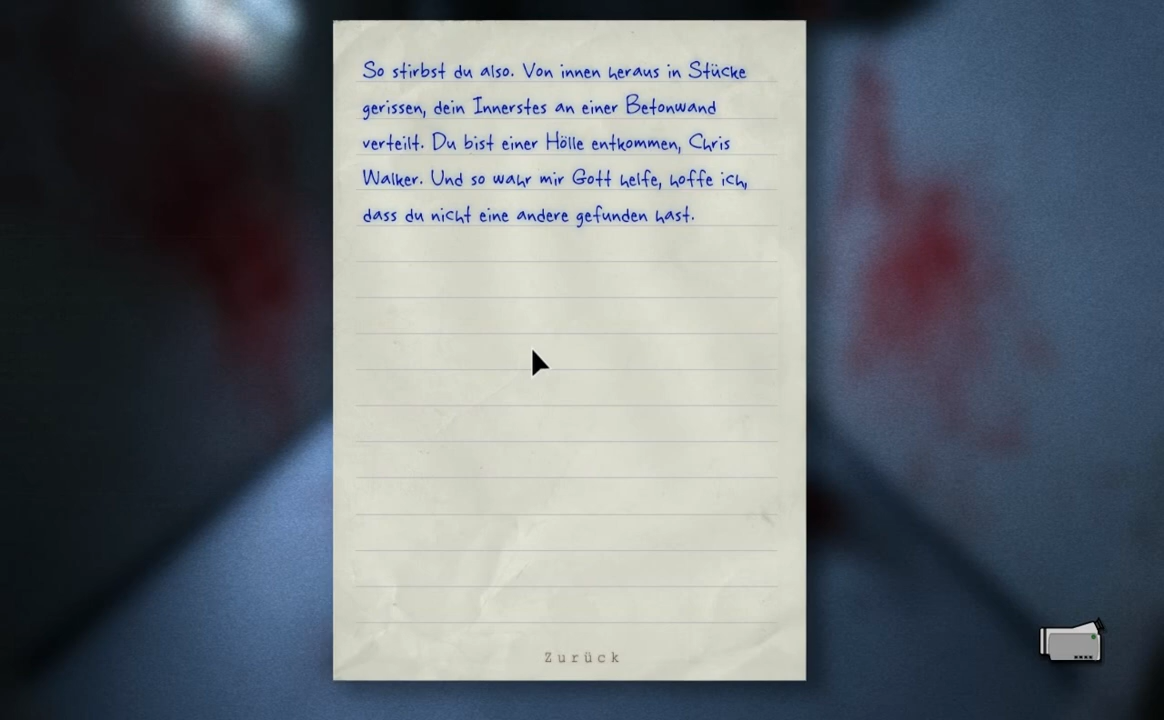 So stirbst du also. Von innen heraus in Stücke
gerissen, dein Innerstes an einer Betonwand
verteilt. Du bist einer Hölle entkommen, Chris
Walker. Und so wahr mir Gott helfe, hoffe ich,
dass du nicht eine andere gefunden hast.
Zurück